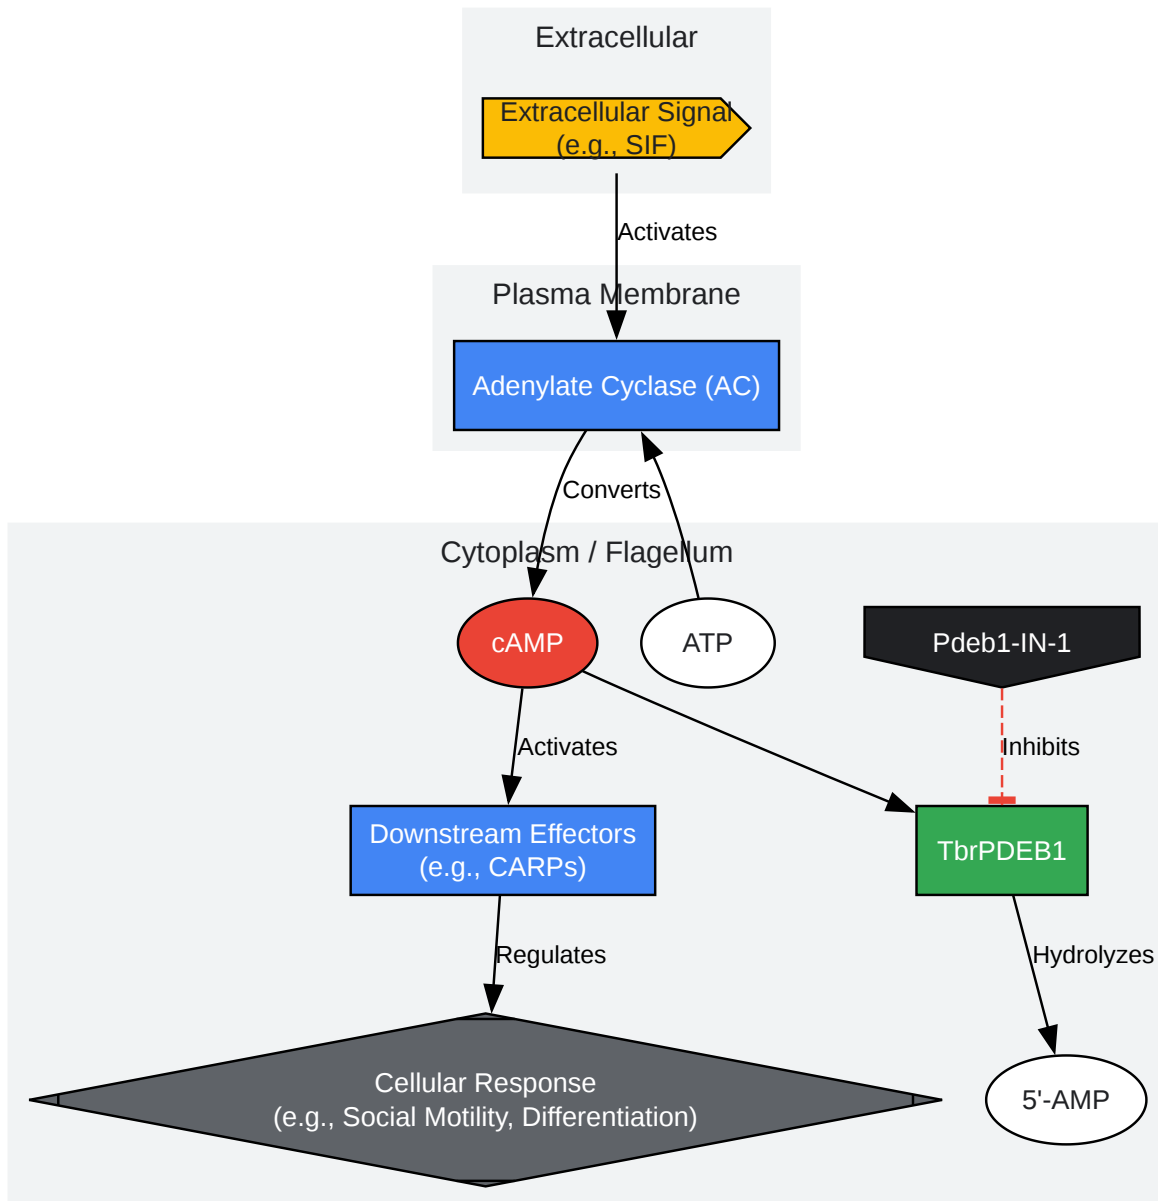 Extracellular
Extracellular Signal
(e.g., SIF)
Activates
Plasma Membrane
Adenylate Cyclase (AC)
Converts
Cytoplasm / Flagellum
cAMP
ATP
Pdeb1-IN-1
Activates
Inhibits
Downstream Effectors
(e.g., CARPs)
TbrPDEB1
Regulates
Hydrolyzes
Cellular Response
(e.g., Social Motility, Differentiation)
5'-AMP